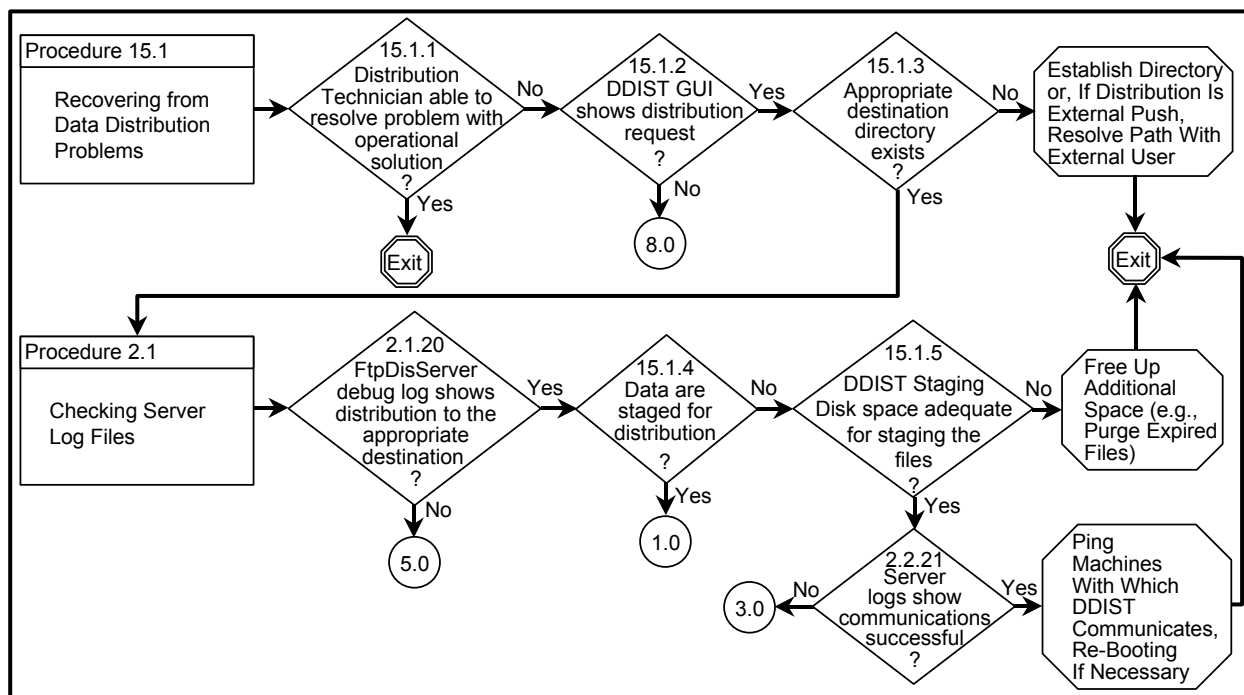 Procedure 15.1
Recovering from
Data Distribution
Problems
15.1.1
Distribution
Technician able to
resolve problem with
operational
solution
?
No
Yes
Exit
15.1.2
DDIST GUI
shows distribution
request
?
Yes
No
8.0
15.1.3
Appropriate
destination
directory
exists
?
No
Yes
Establish Directory
or, If Distribution Is
External Push,
Resolve Path With
External User
Exit
Procedure 2.1
Checking Server
Log Files
2.1.20
FtpDisServer
debug log shows
distribution to the
appropriate
destination
?
Yes
No
5.0
15.1.4
Data are
staged for
distribution
?
No
Yes
1.0
15.1.5
DDIST Staging
Disk space adequate
for staging the
files
?
No
Yes
Free Up
Additional
Space (e.g.,
Purge Expired
Files)
2.2.21
Server
logs show
communications
successful
?
No
3.0
Yes
Ping
Machines
With Which
DDIST
Communicates,
Re-Booting
If Necessary